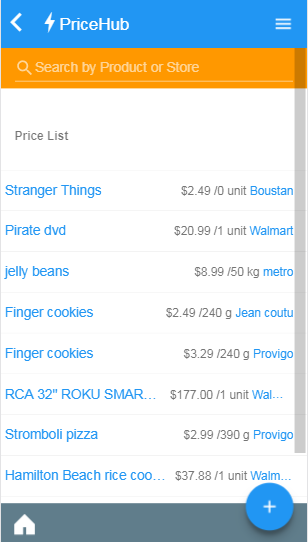 PriceHub
Search by Product or Store
Price List
Stranger Things $2.49 /0 unit Boustan
Pirate dvd $20.99 /1 unit Walmart
jelly beans $8.99 /50 kg metro
Finger cookies $2.49 /240 g Jean coutu
Finger cookies $3.29 /240 g Provigo
RCA 32" ROKU SMAR... $177.00 /1 unit Wal...
Stromboli pizza $2.99 /390 g Provigo
Hamilton Beach rice coo... $37.88 /1 unit Walm...